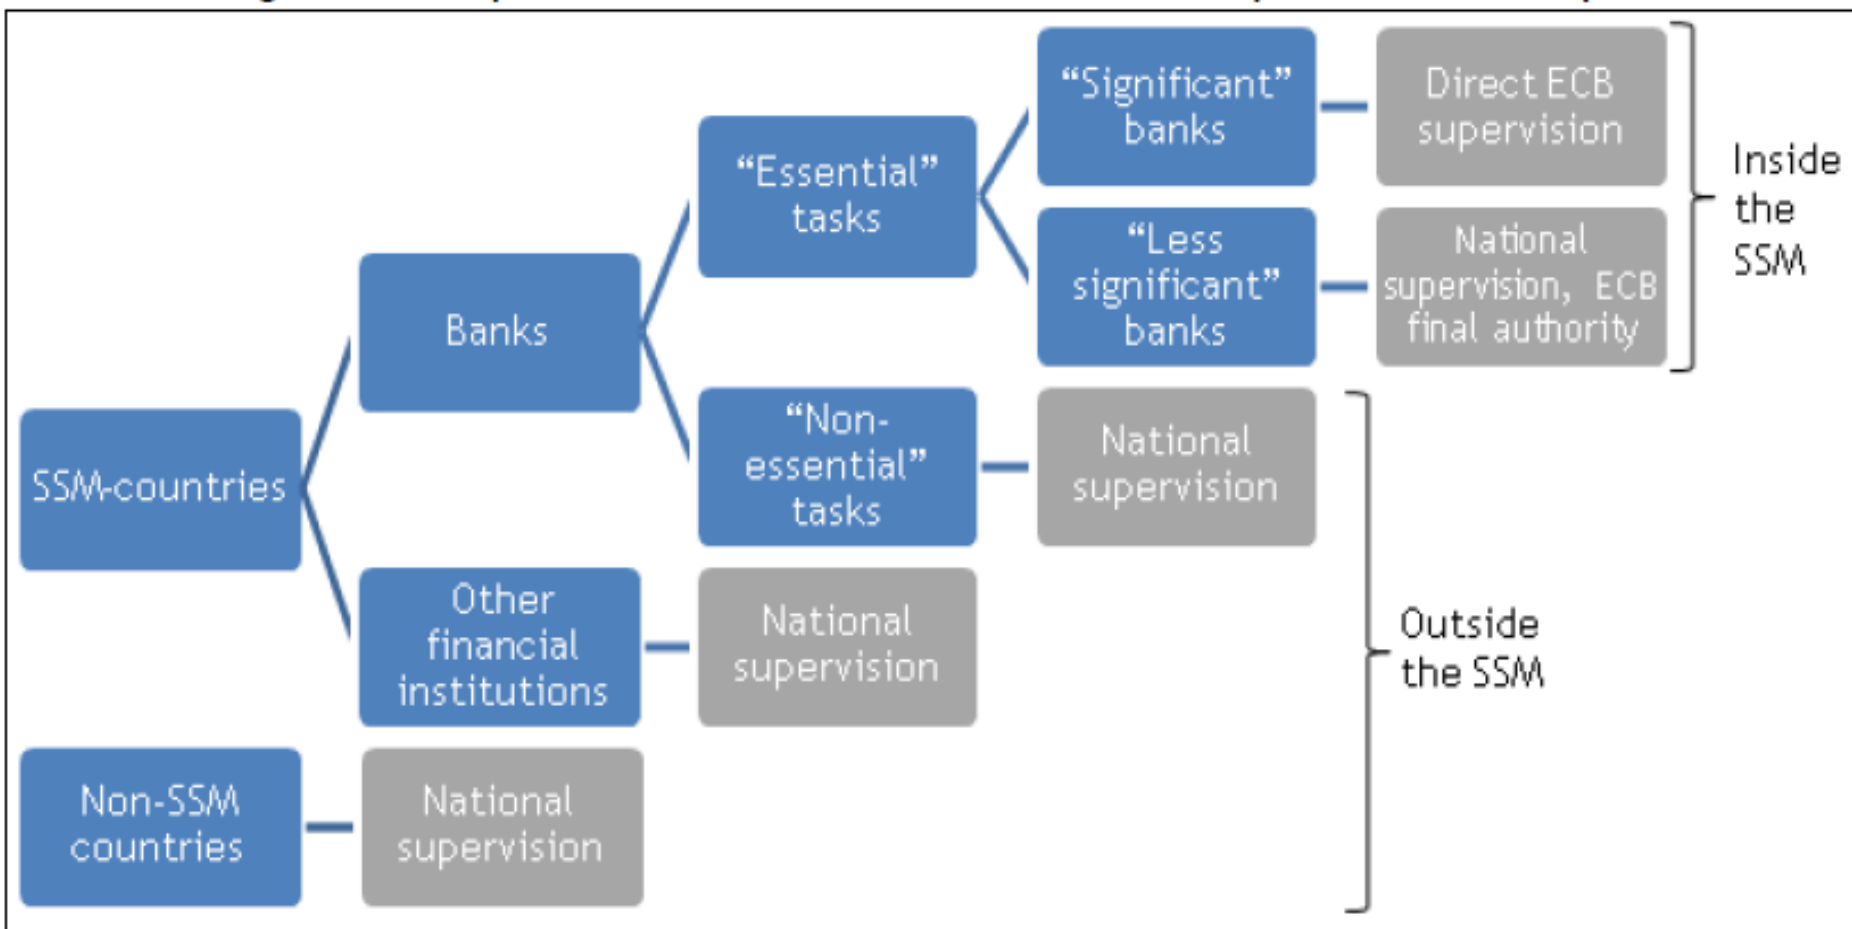 “Significant”
banks
Direct ECB
supervision
“Essential”
tasks
Inside
the
SSM
“Less
significant”
banks
National
supervision, ECB
final authority
Banks
“Non-
essential”
tasks
National
supervision
SSM-countries
Other
financial
institutions
National
supervision
Outside
the SSM
Non-SSM
countries
National
supervision